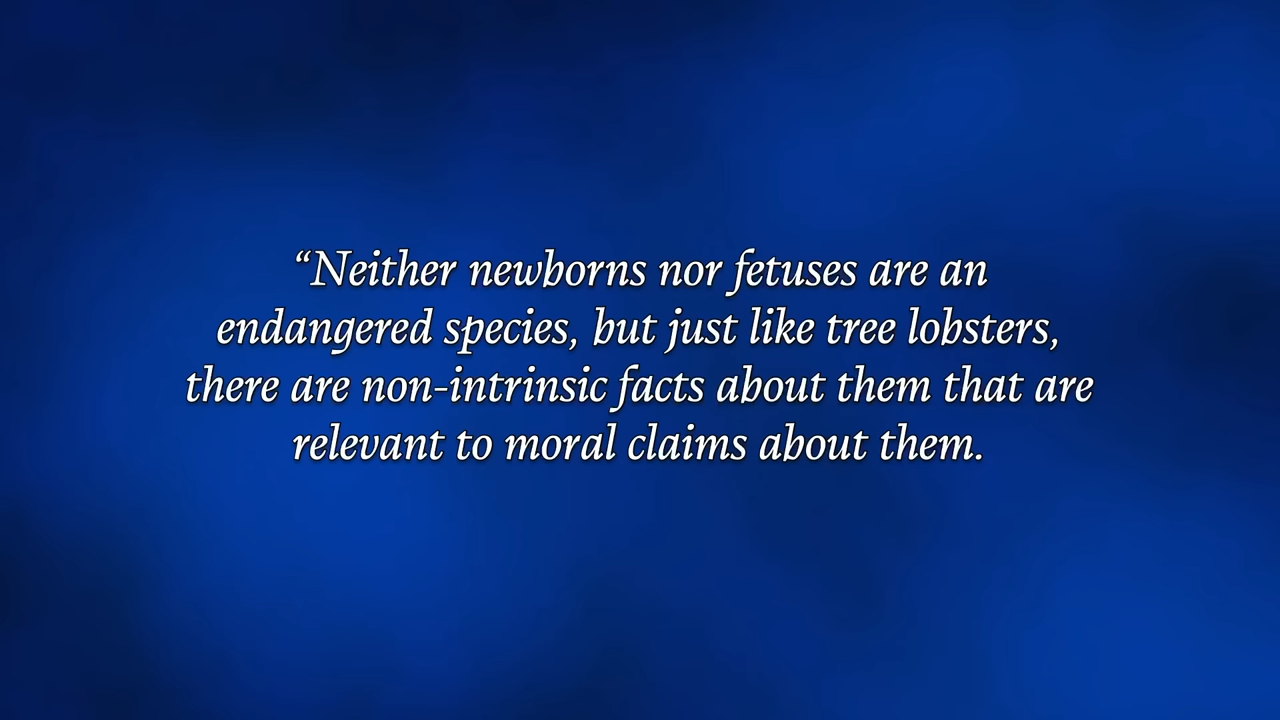 “Neither newborns nor fetuses are an
endangered species, but just like tree lobsters,
there are non-intrinsic facts about them that are
relevant to moral claims about them.